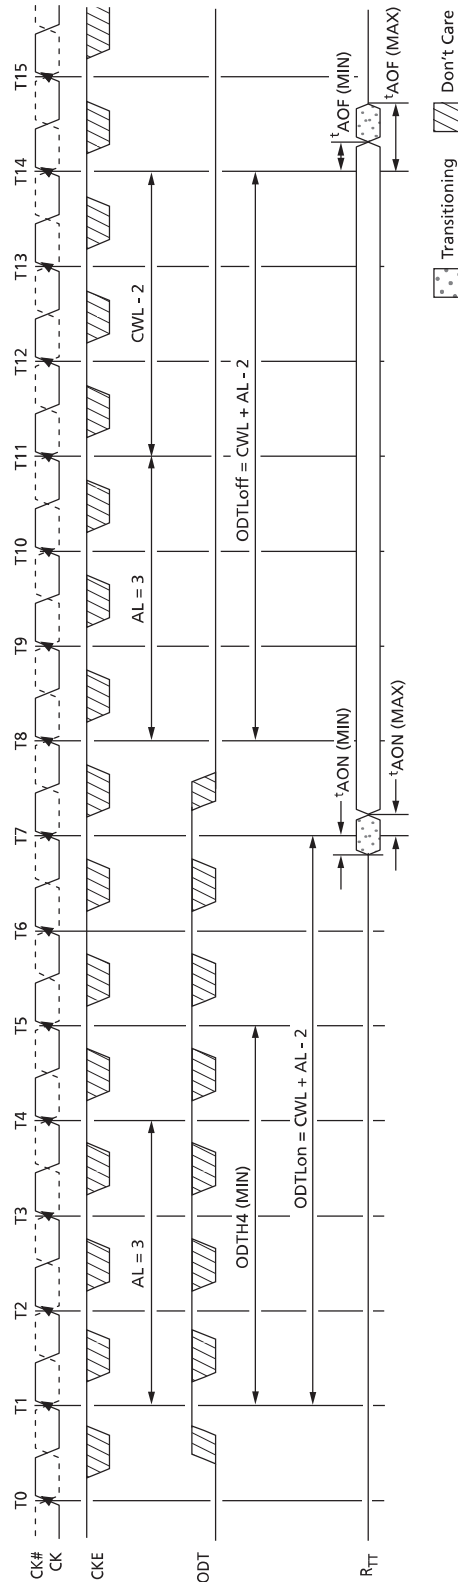 T0 T1 T2 T3 T4 T5 T6 T7 T8 T9 T10 T11 T12 T13 T14 T15
CK#
CK
CKE
AL = 3
AL = 3
CWL - 2
ODT
ODTH4 (MIN)
ODTLoff = CWL + AL - 2
ODTLon = CWL + AL - 2
tAON (MIN)
tAOF (MIN)
RTT
tAON (MAX)
tAOF (MAX)
Transitioning
Don't Care